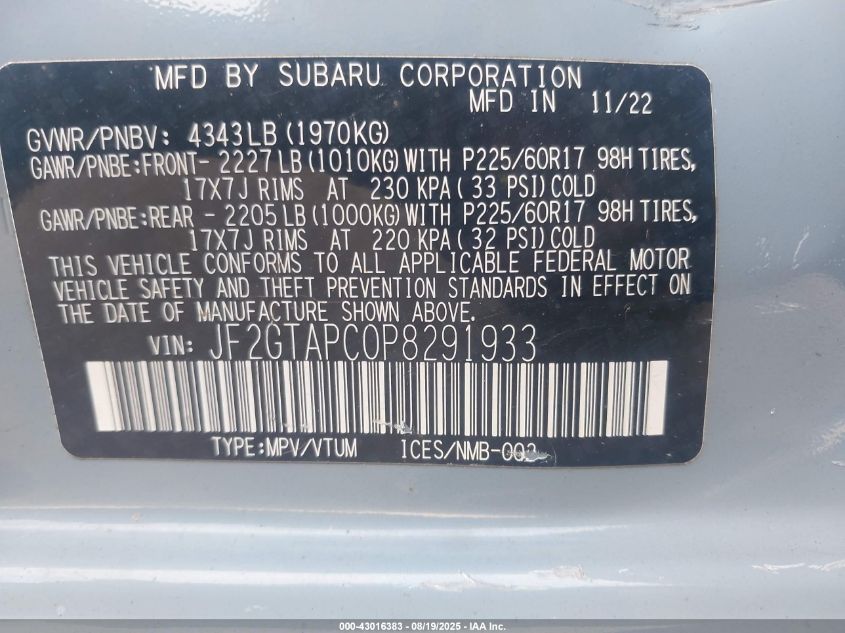 MFD BY SUBARU CORPORATION
MFD IN 11/22
GVWR/PNBV: 4343LB (1970KG)
GAWR/PNBE:FRONT- 2227 LB (1010KG) WITH P225/60R17 98H TIRES,
17X7J RIMS AT 230 KPA ( 33 PSI) COLD
GAWR/PNBE:REAR - 2205 LB (1000KG) WITH P225/60R17 98H TIRES,
17X7J RIMS AT 220 KPA ( 32 PSI) COLD
THIS VEHICLE CONFORMS TO ALL APPLICABLE FEDERAL MOTOR
VEHICLE SAFETY AND THEFT PREVENTION STANDARDS IN EFFECT ON
THE DATE OF MANUFACTURE SHOWN ABOVE.
VIN: JF2GTAPC0P8291933
TYPE:MPV/VTUM ICES/NMB-002
000-43016383 - 08/19/2025 - IAA Inc.